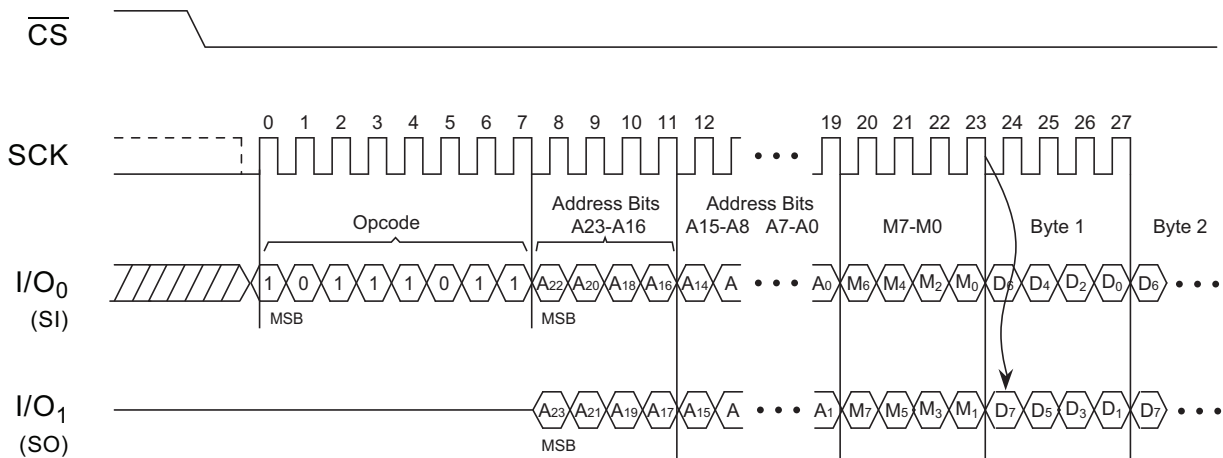 CS
SCK
0 1 2 3 4 5 6 7 8 9 10 11 12 19 20 21 22 23 24 25 26 27
Opcode
Address Bits
A23-A16
Address Bits
A15-A8 A7-A0
M7-M0
Byte 1
Byte 2
I/O0
(SI)
1 0 1 1 1 0 1 1 A22 A20 A18 A16 A14 A A0 M6 M4 M2 M0 D6 D4 D2 D0 D6
MSB MSB
I/O1
(SO)
A23 A21 A19 A17 A15 A A1 M7 M5 M3 M1 D7 D5 D3 D1 D7
MSB